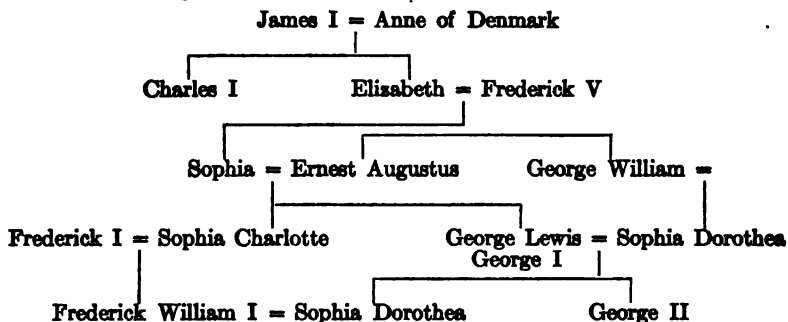 James I = Anne of Denmark
Charles I Elizabeth = Frederick V
Sophia = Ernest Augustus George William =
Frederick I = Sophia Charlotte George Lewis = Sophia Dorothea
George I
Frederick William I = Sophia Dorothea George II